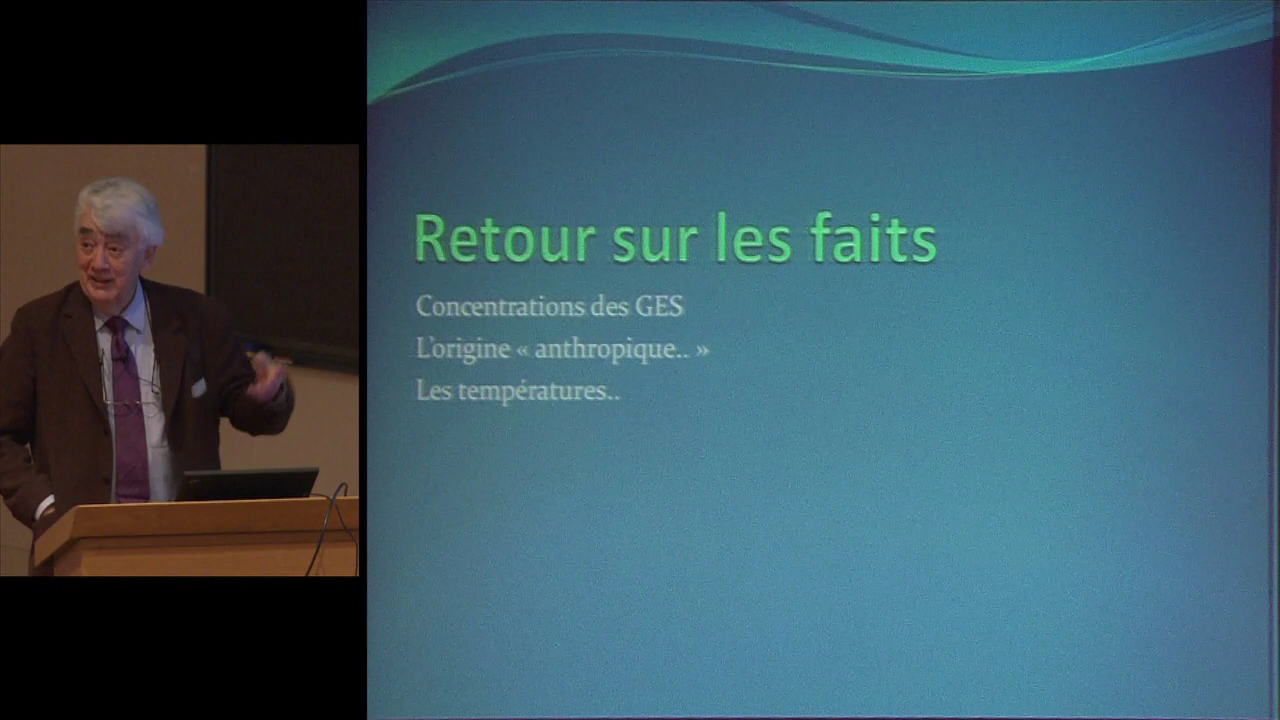 Retour sur les faits
Concentrations des GES
L'origine « anthropique.. »
Les températures..